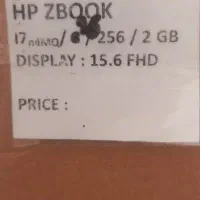 HP ZBOOK
I7 / / 256 / 2 GB
DISPLAY : 15.6 FHD
PRICE :